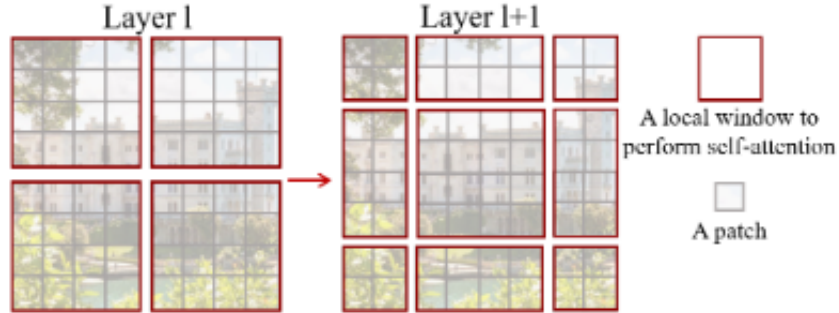 Layer l
Layer l+1
A local window to
perform self-attention
A patch